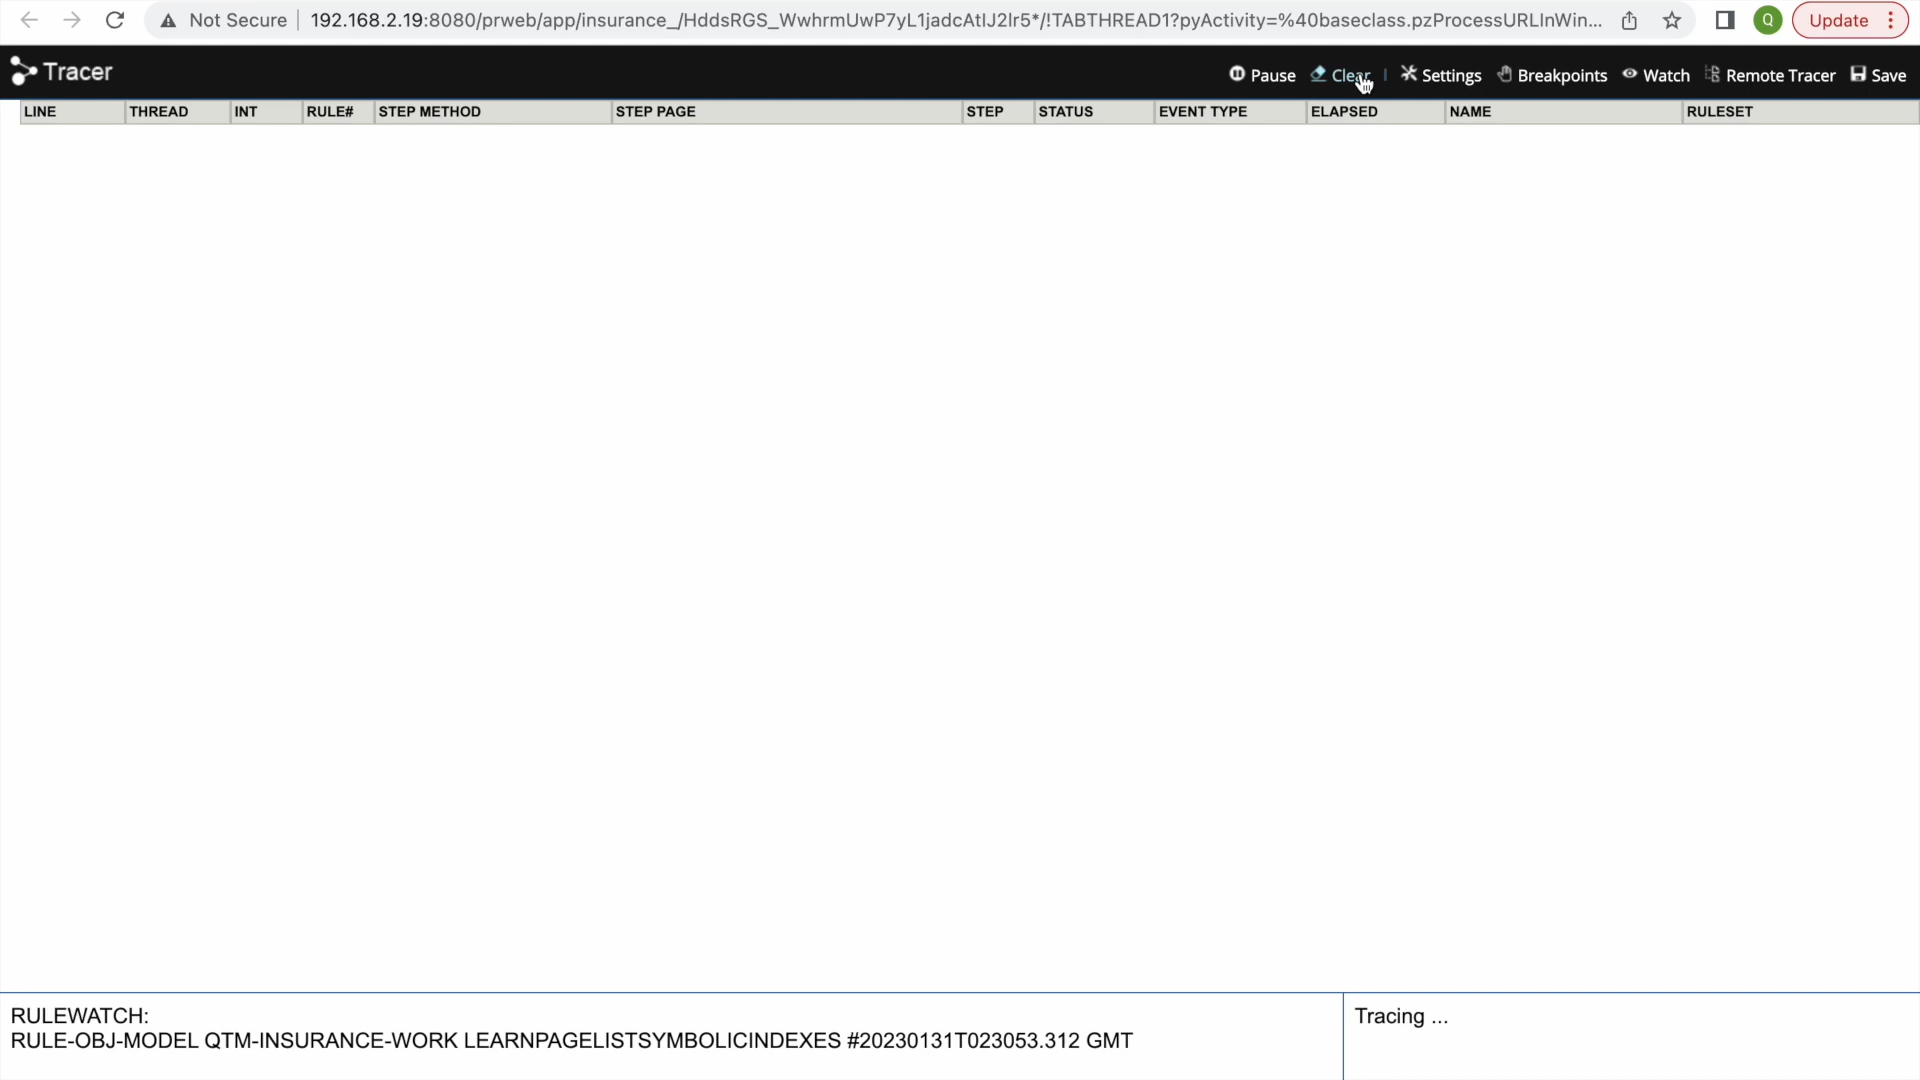 Not Secure 192.168.2.19:8080/prweb/app/insurance_/HddsRGS_WwhrmUwP7yL1jadcAtIJ2Ir5*/!TABTHREAD1?pyActivity=%40baseclass.pzProcessURLInWin... Q Update
Tracer Pause Clear Settings Breakpoints Watch Remote Tracer Save
LINE THREAD INT RULE# STEP METHOD STEP PAGE STEP STATUS EVENT TYPE ELAPSED NAME RULESET
RULEWATCH:
RULE-OBJ-MODEL QTM-INSURANCE-WORK LEARNPAGELISTSYMBOLICINDEXES #20230131T023053.312 GMT
Tracing ...